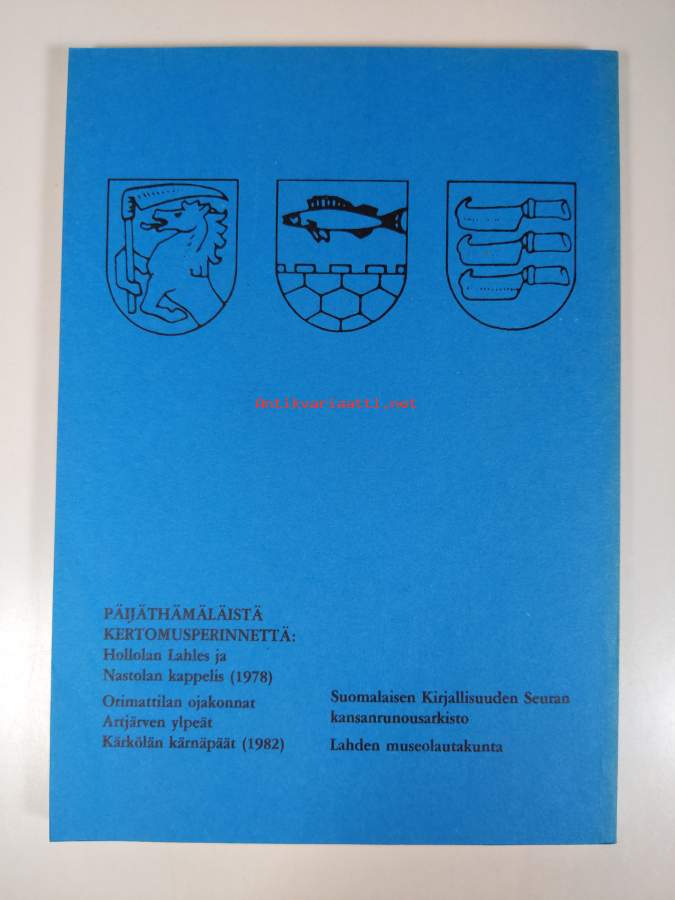 Antikvariaatti.net
PÄIJÄTHÄMÄLÄISTÄ
KERTOMUSPERINNETTÄ:
Hollolan Lahles ja
Nastolan kappelis (1978)
Orimattilan ojakonnat
Artjärven ylpeät
Kärkölän kärnäpäät (1982)
Suomalaisen Kirjallisuuden Seuran
kansanrunousarkisto
Lahden museolautakunta